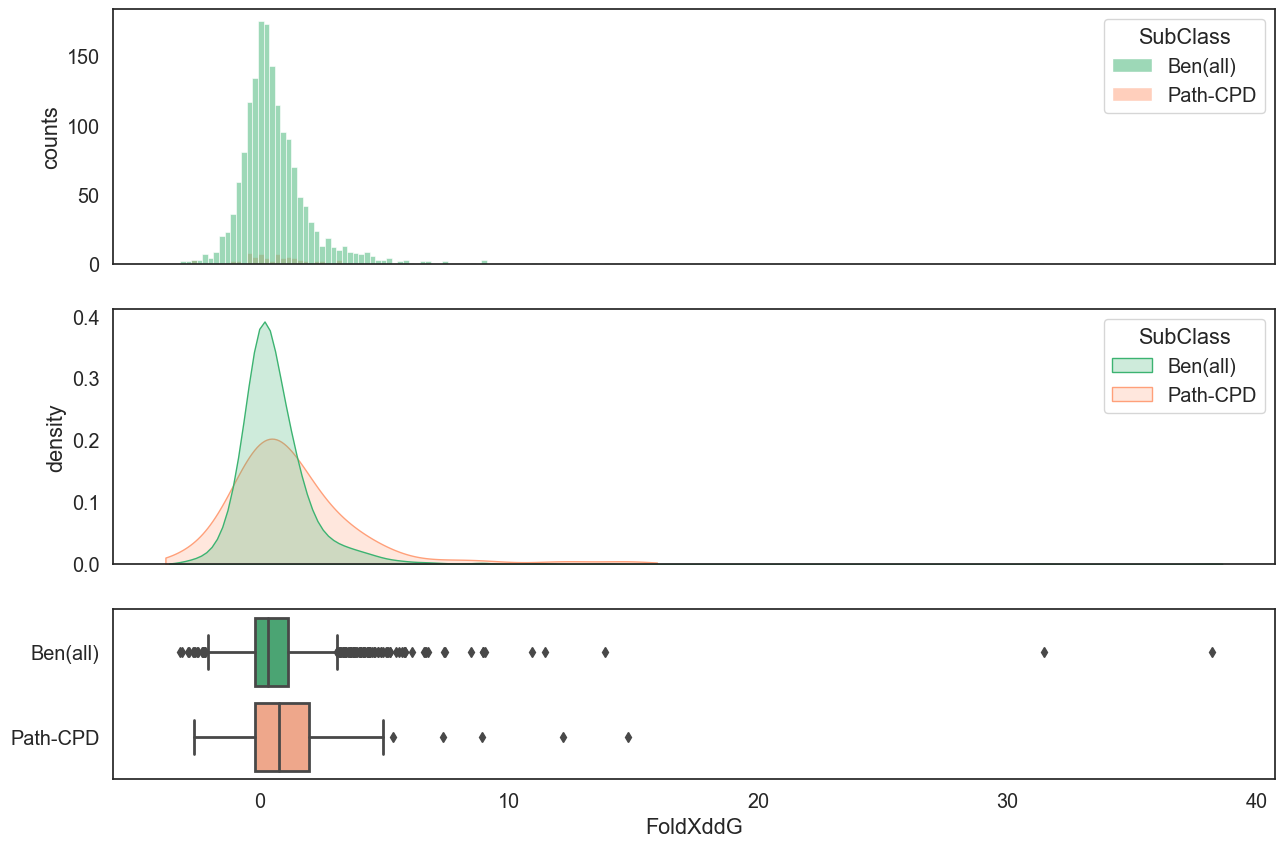 SubClass
Ben(all)
Path-CPD
150
100
50
0
counts
SubClass
Ben(all)
Path-CPD
0.4
0.3
0.2
0.1
0.0
density
Ben(all)
Path-CPD
0 10 20 30 40
FoldXddG